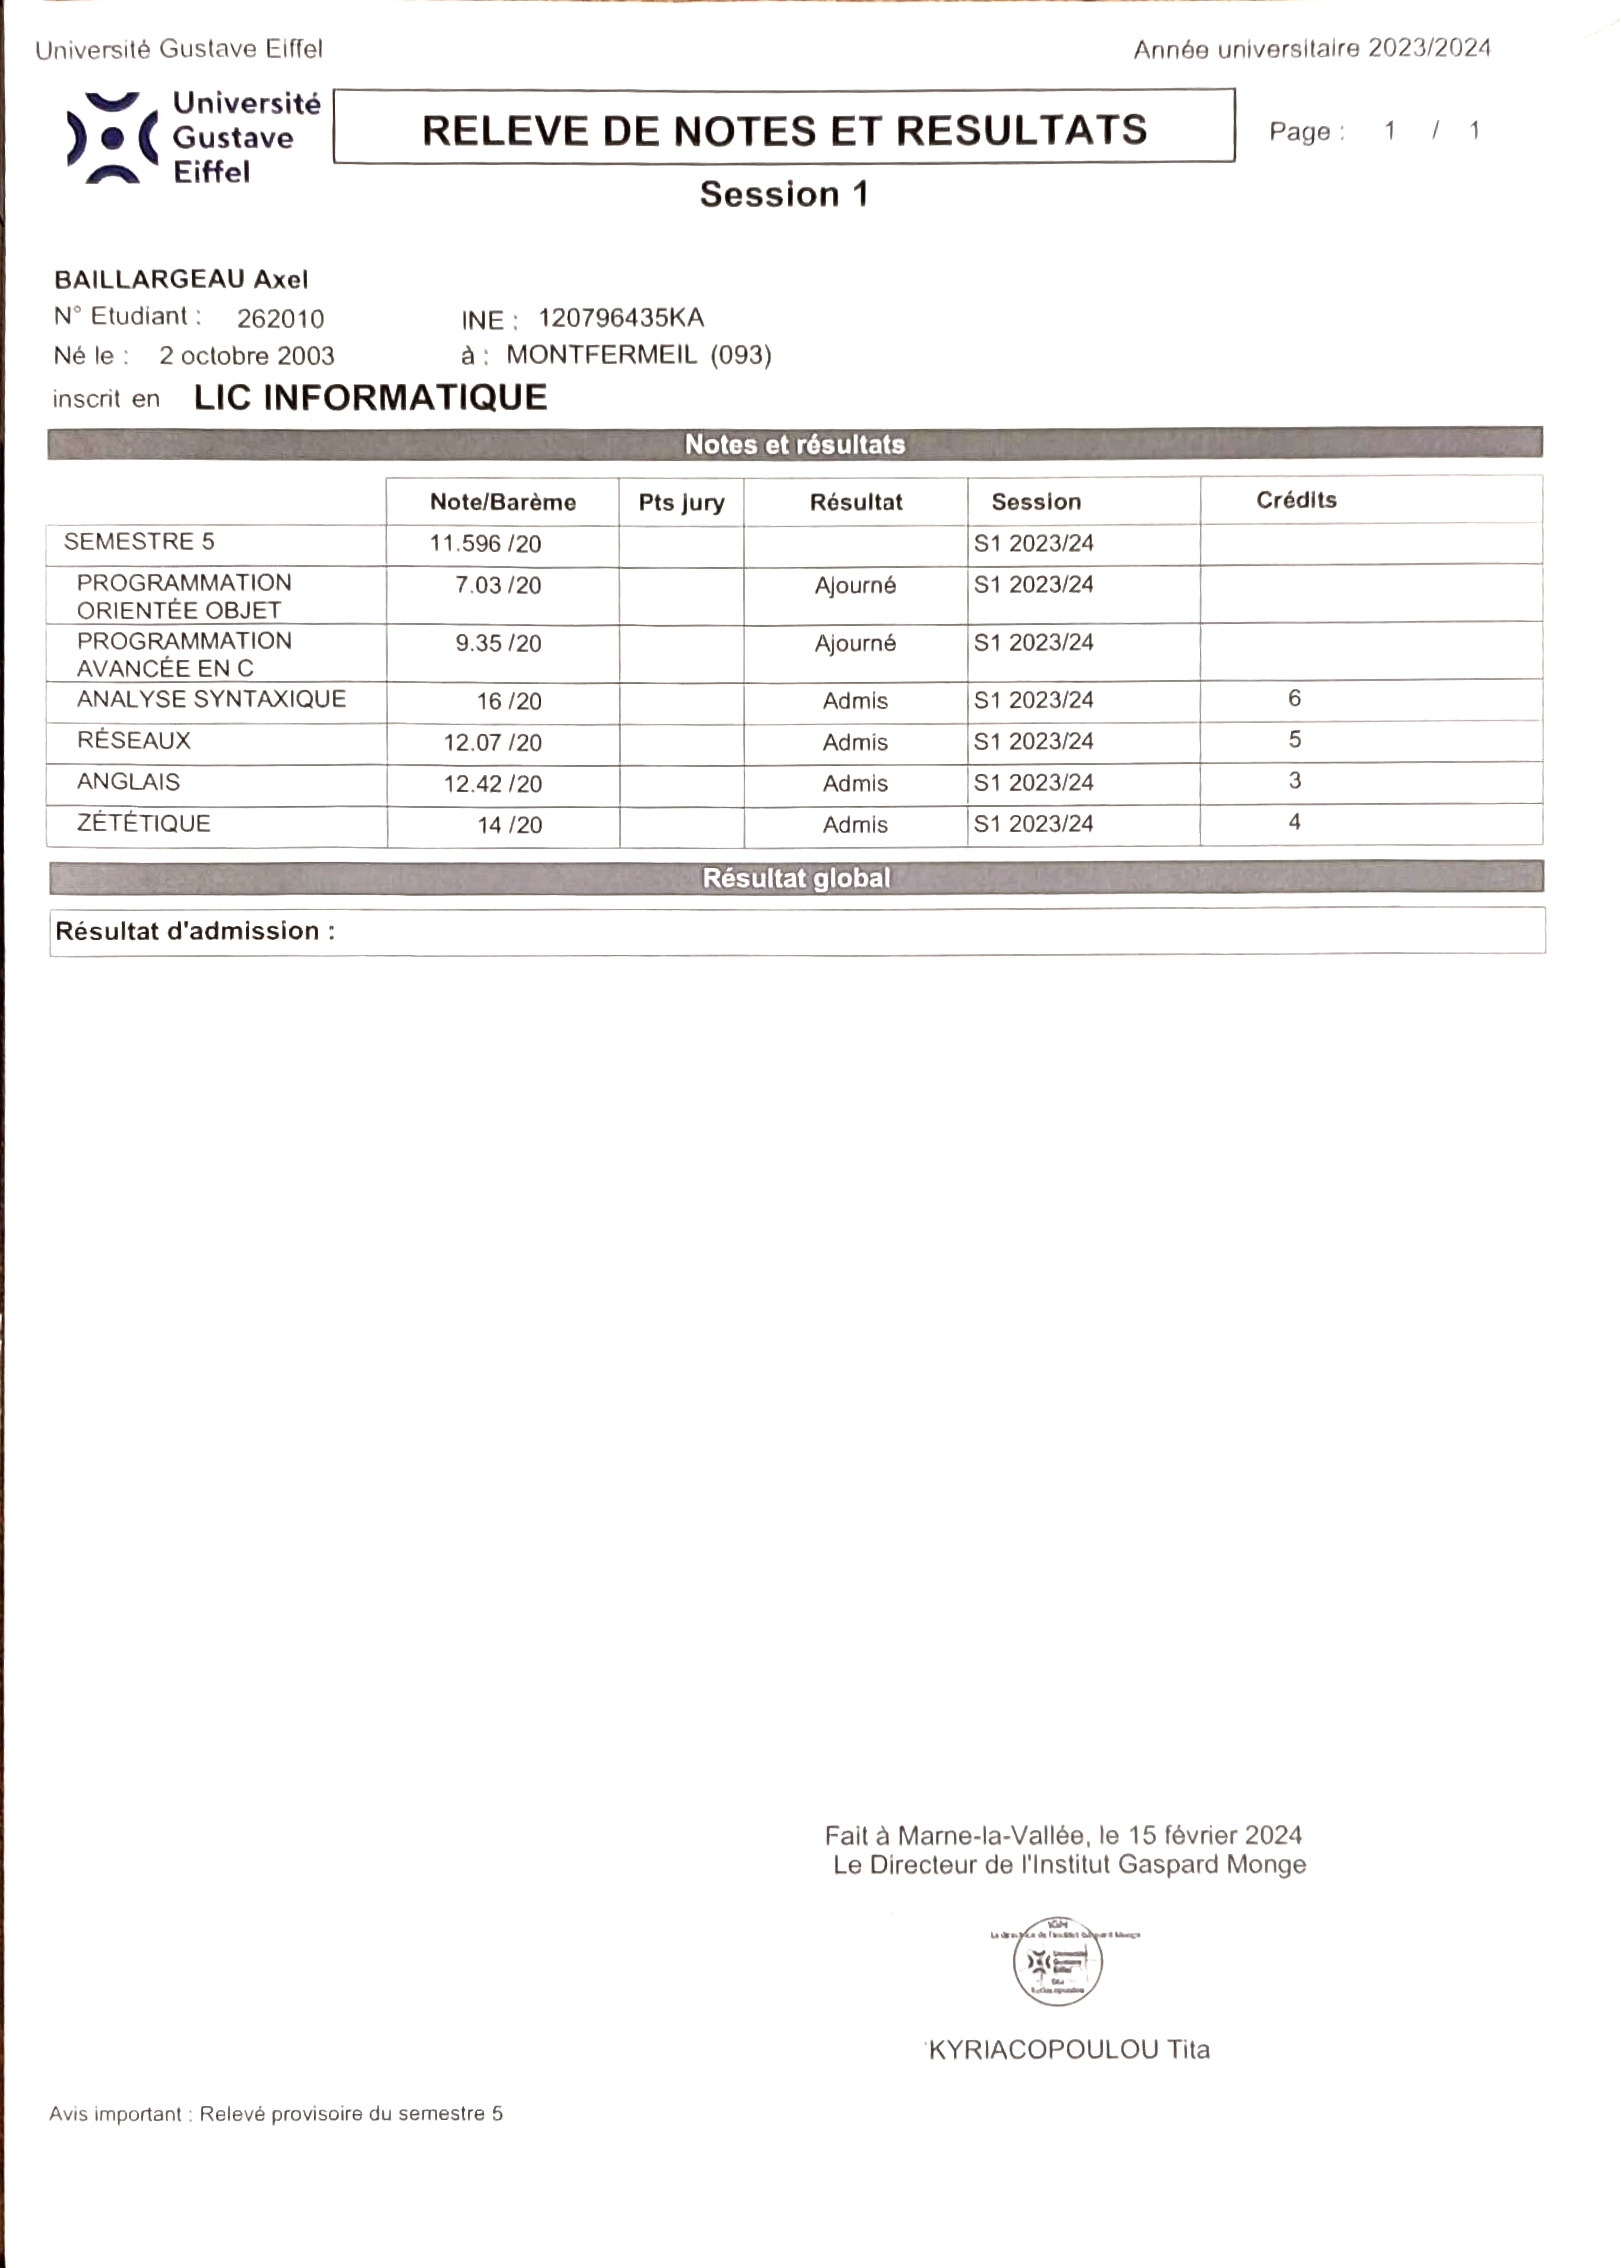 Université Gustave Eiffel
Année universitaire 2023/2024
Université
Gustave
Eiffel
RELEVE DE NOTES ET RESULTATS
Page : 1 / 1
Session 1
BAILLARGEAU Axel
N° Etudiant : 262010 INE : 120796435KA
Né le : 2 octobre 2003 à : MONTFERMEIL (093)
inscrit en LIC INFORMATIQUE
Notes et résultats
Note/Barème Pts jury Résultat Session Crédits
SEMESTRE 5 11.596 /20 S1 2023/24
PROGRAMMATION 7.03 /20 Ajourné S1 2023/24
ORIENTÉE OBJET
PROGRAMMATION 9.35 /20 Ajourné S1 2023/24
AVANCÉE EN C
ANALYSE SYNTAXIQUE 16 /20 Admis S1 2023/24 6
RÉSEAUX 12.07 /20 Admis S1 2023/24 5
ANGLAIS 12.42 /20 Admis S1 2023/24 3
ZÉTÉTIQUE 14 /20 Admis S1 2023/24 4
Résultat global
Résultat d'admission :
Fait à Marne-la-Vallée, le 15 février 2024
Le Directeur de l'Institut Gaspard Monge
Gustave
Eiffel
KYRIACOPOULOU Tita
Avis important : Relevé provisoire du semestre 5